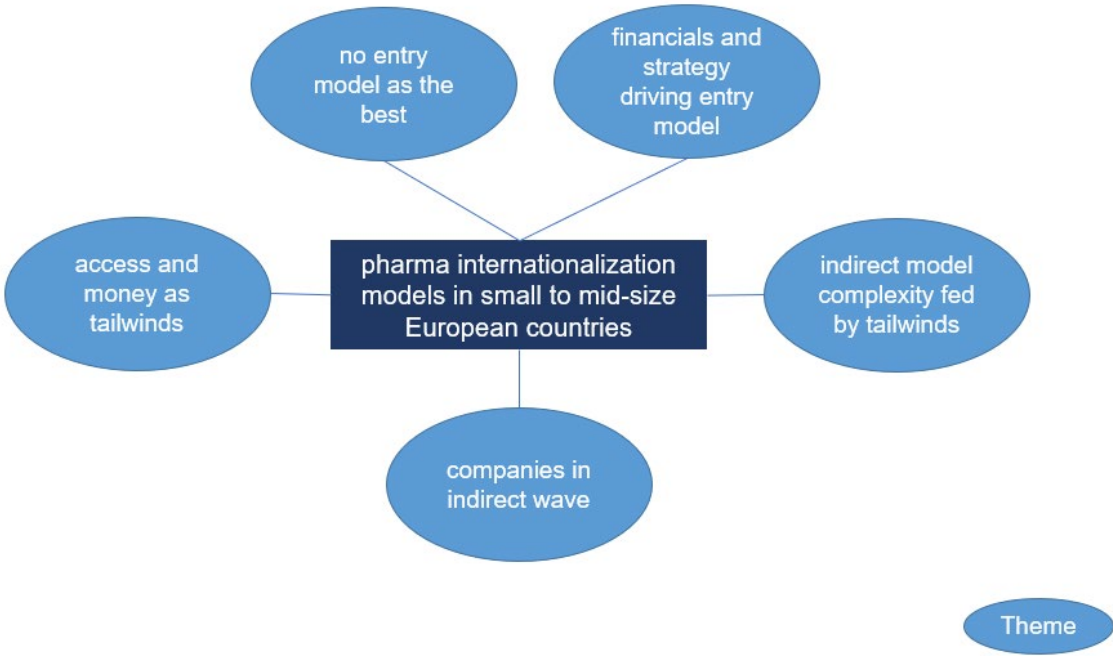 no entry
model as the
best
financials and
strategy
driving entry
model
access and
money as
tailwinds
pharma internationalization
models in small to mid-size
European countries
indirect model
complexity fed
by tailwinds
companies in
indirect wave
Theme